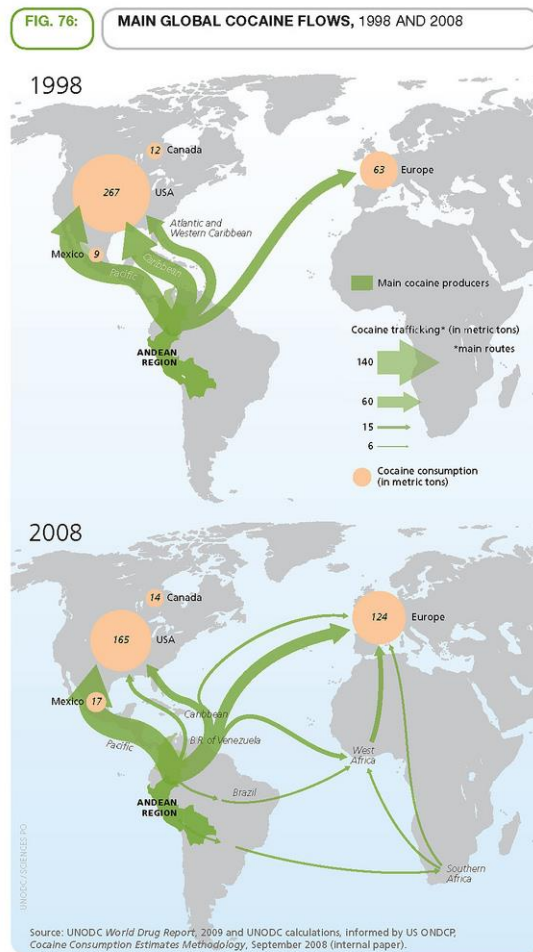 FIG. 76:
MAIN GLOBAL COCAINE FLOWS, 1998 AND 2008
1998
12 Canada
267 USA
63 Europe
Atlantic and
Western Caribbean
Mexico 9
Pacific
Caribbean
Main cocaine producers
ANDEAN
REGION
Cocaine trafficking* (in metric tons)
*main routes
140
60
15
6
Cocaine consumption
(in metric tons)
2008
14 Canada
165 USA
124 Europe
Mexico 17
Caribbean
Pacific
B.R. of Venezuela
West
Africa
ANDEAN
REGION
Brazil
Southern
Africa
UNODC / SCIENCES PO
Source: UNODC World Drug Report, 2009 and UNODC calculations, informed by US ONDCP,
Cocaine Consumption Estimates Methodology, September 2008 (internal paper).